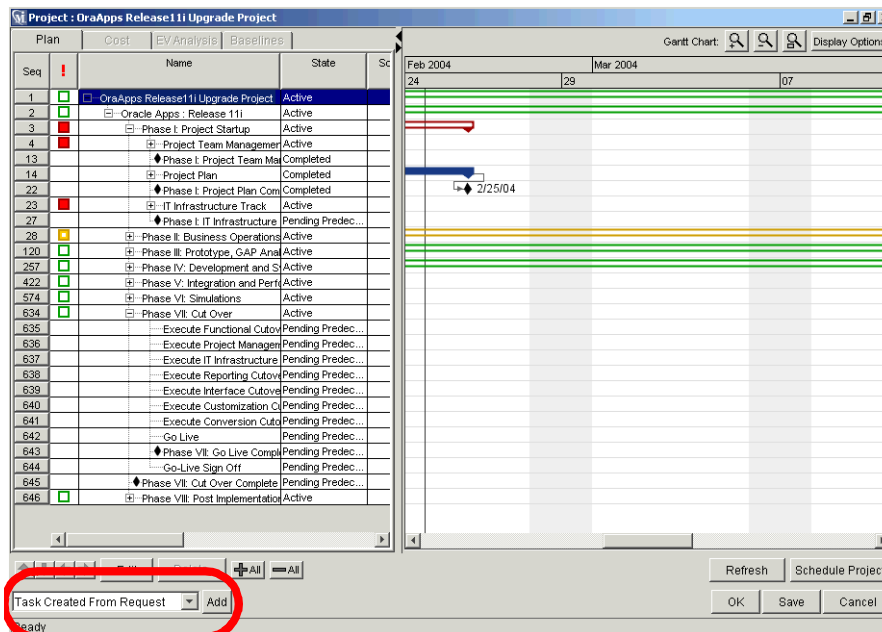 Project : OraApps Release11i Upgrade Project
Plan Cost EV Analysis Baselines
Gantt Chart: Display Options
Seq ! Name State Sc
Feb 2004 Mar 2004
24 29 07
1 OraApps Release11i Upgrade Project Active
2 Oracle Apps : Release 11i Active
3 Phase I: Project Startup Active
4 Project Team Managemer Active
13 Phase I: Project Team Mar Completed
14 Project Plan Completed
22 Phase I: Project Plan Com Completed 2/25/04
23 IT Infrastructure Track Active
27 Phase I: IT Infrastructure Pending Predec...
28 Phase II: Business Operations Active
120 Phase III: Prototype, GAP Anal Active
257 Phase IV: Development and S Active
422 Phase V: Integration and Perfo Active
574 Phase VI: Simulations Active
634 Phase VII: Cut Over Active
635 Execute Functional Cutov Pending Predec...
636 Execute Project Managem Pending Predec...
637 Execute IT Infrastructure Pending Predec...
638 Execute Reporting Cutove Pending Predec...
639 Execute Interface Cutove Pending Predec...
640 Execute Customization Cu Pending Predec...
641 Execute Conversion Cuto Pending Predec...
642 Go Live Pending Predec...
643 Phase VII: Go Live Compl Pending Predec...
644 Go-Live Sign Off Pending Predec...
645 Phase VII: Cut Over Complete Pending Predec...
646 Phase VIII: Post Implementation Active
All All Refresh Schedule Project
Task Created From Request Add OK Save Cancel
Ready